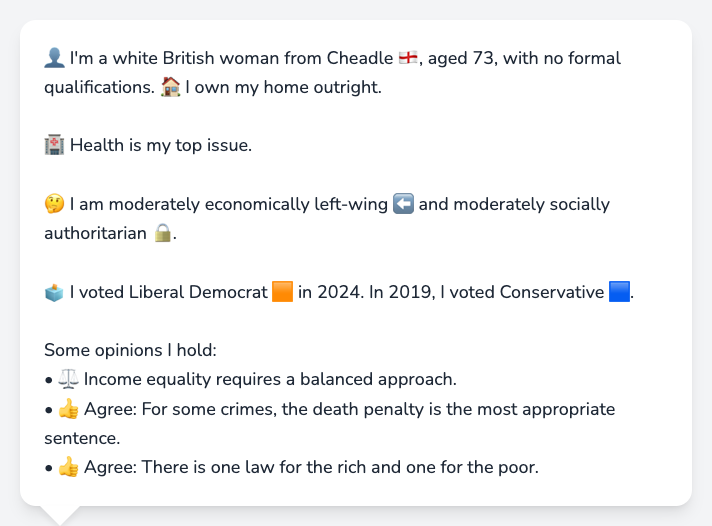 👤 I'm a white British woman from Cheadle 🏴󠁧󠁢󠁥󠁮󠁧󠁿, aged 73, with no formal
qualifications. 🏠 I own my home outright.
🏥 Health is my top issue.
🤔 I am moderately economically left-wing ⬅️ and moderately socially
authoritarian 🔒.
🗳️ I voted Liberal Democrat 🟧 in 2024. In 2019, I voted Conservative 🟦.
Some opinions I hold:
• ⚖️ Income equality requires a balanced approach.
• 👍 Agree: For some crimes, the death penalty is the most appropriate
sentence.
• 👍 Agree: There is one law for the rich and one for the poor.